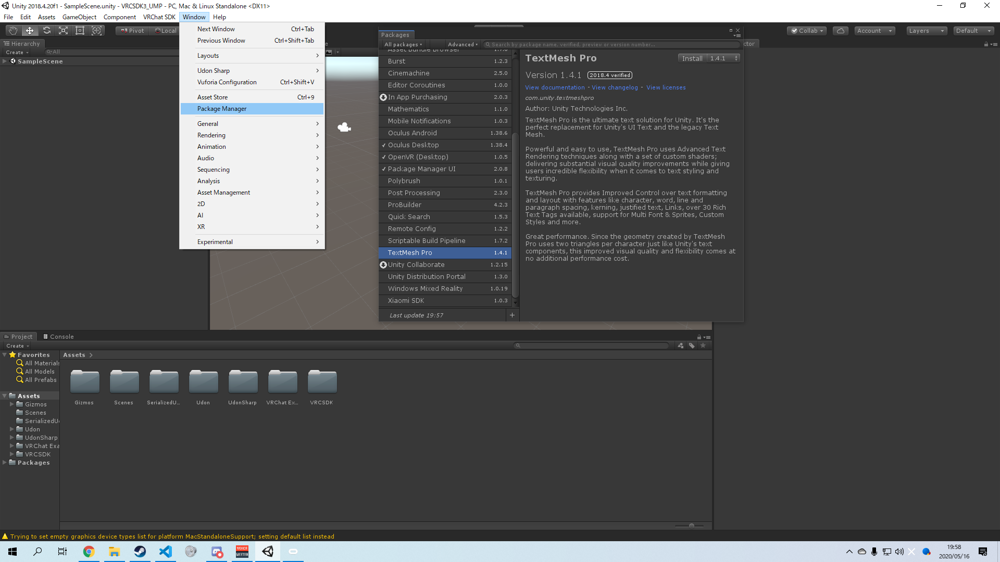 Unity 2018.4.20f1 - SampleScene.unity - VRCSDK3_UMP - PC, Mac & Linux Standalone <DX11>
File Edit Assets GameObject Component VRChat SDK Window Help
Pivot Local
Collab Account Layers Default
Hierarchy
Create
SampleScene
Next Window Ctrl+Tab
Previous Window Ctrl+Shift+Tab
Layouts
Udon Sharp
Vuforia Configuration Ctrl+Shift+V
Asset Store Ctrl+9
Package Manager
General
Rendering
Animation
Audio
Sequencing
Analysis
Asset Management
2D
AI
XR
Experimental
Packages
All packages Advanced Search by package name, verified, preview or version number...
Asset Bundle Browser
Burst 1.2.3
Cinemachine 2.5.0
Editor Coroutines 1.0.0
In App Purchasing 2.0.3
Mathematics 1.1.0
Mobile Notifications 1.0.3
Oculus Android 1.38.6
Oculus Desktop 1.38.4
OpenVR (Desktop) 1.0.5
Package Manager UI 2.0.8
Polybrush 1.0.1
Post Processing 2.3.0
ProBuilder 4.2.3
Quick Search 1.5.3
Remote Config
Scriptable Build Pipeline 1.7.2
TextMesh Pro 1.4.1
Unity Collaborate 1.2.15
Unity Distribution Portal 1.3.0
Windows Mixed Reality 1.0.19
Xiaomi SDK 1.0.3
Last update 19:57 +
TextMesh Pro
Install 1.4.1
Version 1.4.1 2018.4 verified
View documentation • View changelog • View licenses
com.unity.textmeshpro
Author: Unity Technologies Inc.
TextMesh Pro is the ultimate text solution for Unity. It's the
perfect replacement for Unity's UI Text and the legacy Text
Mesh.
Powerful and easy to use, TextMesh Pro uses Advanced Text
Rendering techniques along with a set of custom shaders;
delivering substantial visual quality improvements while giving
users incredible flexibility when it comes to text styling and
texturing.
TextMesh Pro provides Improved Control over text formatting
and layout with features like character, word, line and
paragraph spacing, kerning, justified text, Links, over 30 Rich
Text Tags available, support for Multi Font & Sprites, Custom
Styles and more.
Great performance. Since the geometry created by TextMesh
Pro uses two triangles per character just like Unity's text
components, this improved visual quality and flexibility comes at
no additional performance cost.
Project Console
Create
Favorites
All Materials
All Models
All Prefabs
Assets
Gizmos
Scenes
SerializedU
Udon
UdonSharp
VRChat Exa
VRCSDK
Packages
Assets
Gizmos Scenes SerializedU... Udon UdonSharp VRChat Ex... VRCSDK
Trying to set empty graphics device types list for platform MacStandaloneSupport; setting default list instead
19:58
2020/05/16